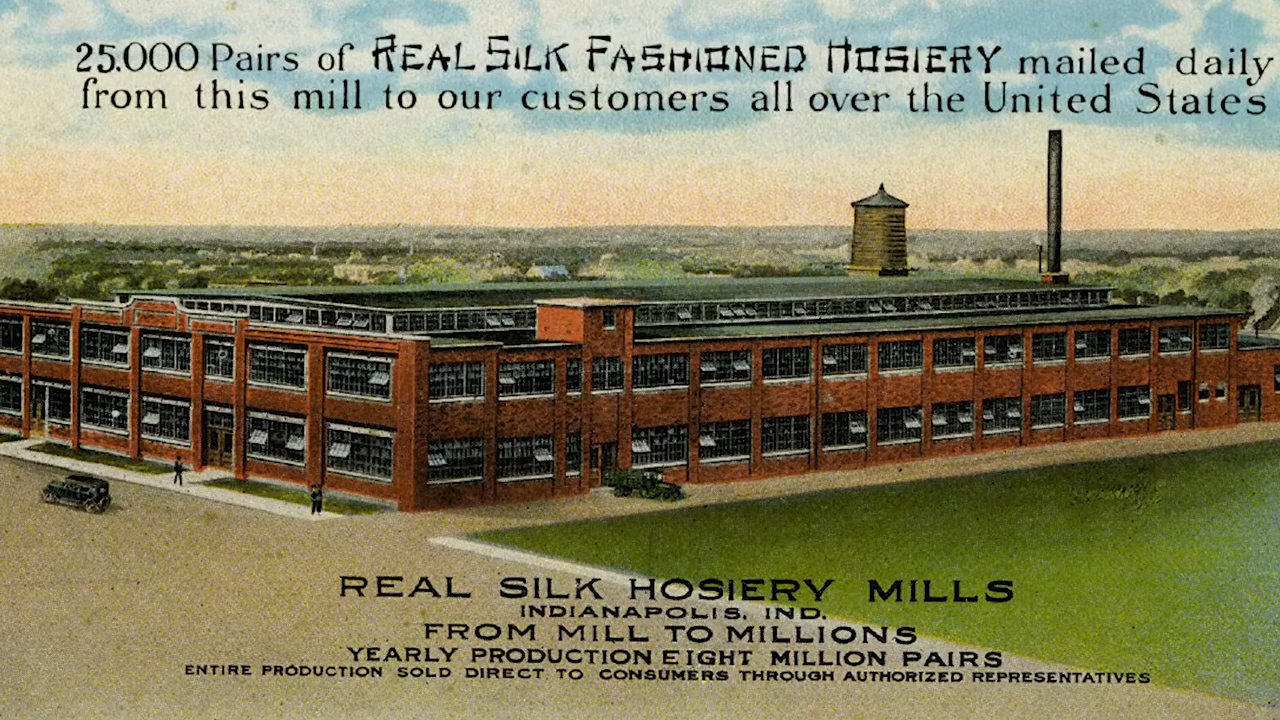 25.000 Pairs of REAL SILK FASHIONED HOSIERY mailed daily
from this mill to our customers all over the United States
REAL SILK HOSIERY MILLS
INDIANAPOLIS, IND.
FROM MILL TO MILLIONS
YEARLY PRODUCTION EIGHT MILLION PAIRS
ENTIRE PRODUCTION SOLD DIRECT TO CONSUMERS THROUGH AUTHORIZED REPRESENTATIVES